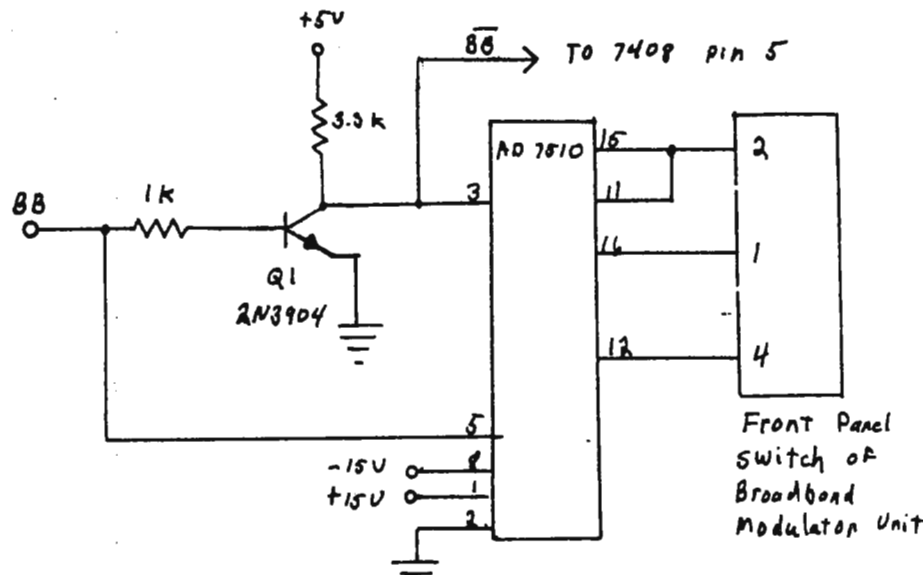 +5V
B̅B̅ TO 7408 pin 5
3.3k
AD 7510
15
2
3
11
1K
BB
16
1
Q1
2N3904
12
4
5
Front Panel
switch of
Broadband
Modulator Unit
-15V
8
+15V
1
2